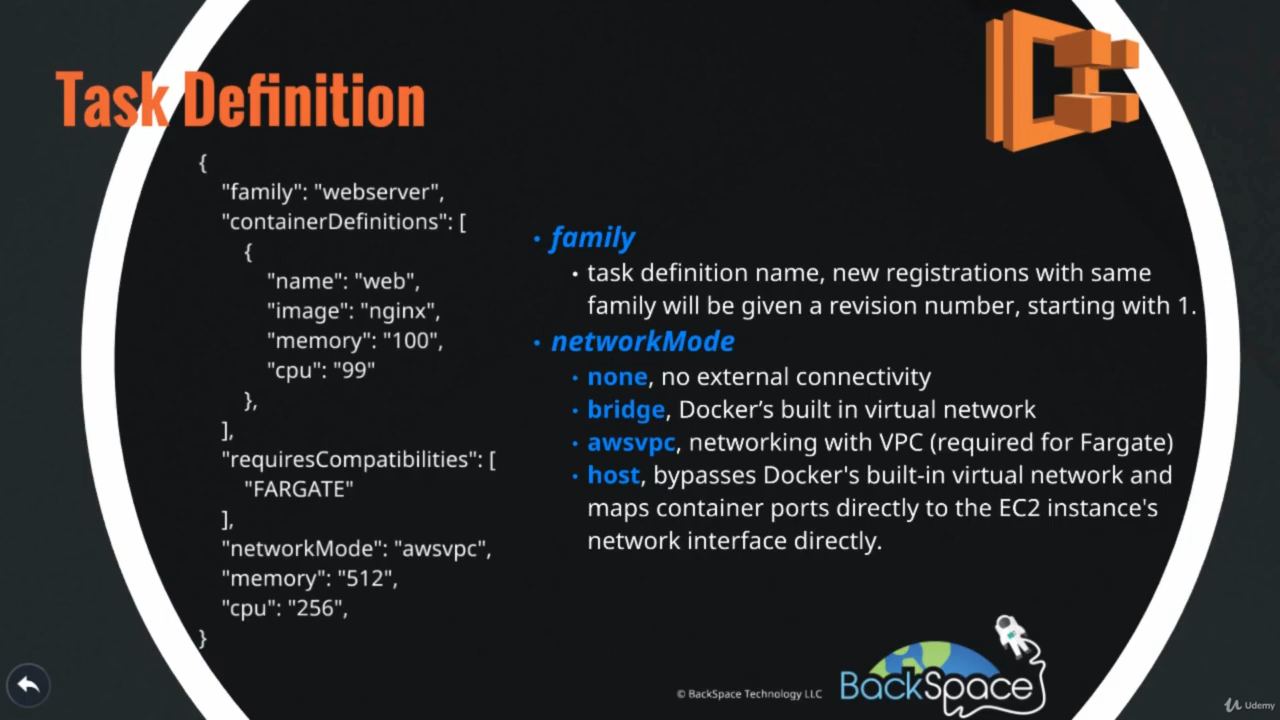 Task Definition
{
"family": "webserver",
"containerDefinitions": [
{
"name": "web",
"image": "nginx",
"memory": "100",
"cpu": "99"
},
],
"requiresCompatibilities": [
"FARGATE"
],
"networkMode": "awsvpc",
"memory": "512",
"cpu": "256",
}
• family
• task definition name, new registrations with same
family will be given a revision number, starting with 1.
• networkMode
• none, no external connectivity
• bridge, Docker’s built in virtual network
• awsvpc, networking with VPC (required for Fargate)
• host, bypasses Docker's built-in virtual network and
maps container ports directly to the EC2 instance's
network interface directly.
© BackSpace Technology LLC
BackSpace
Udemy